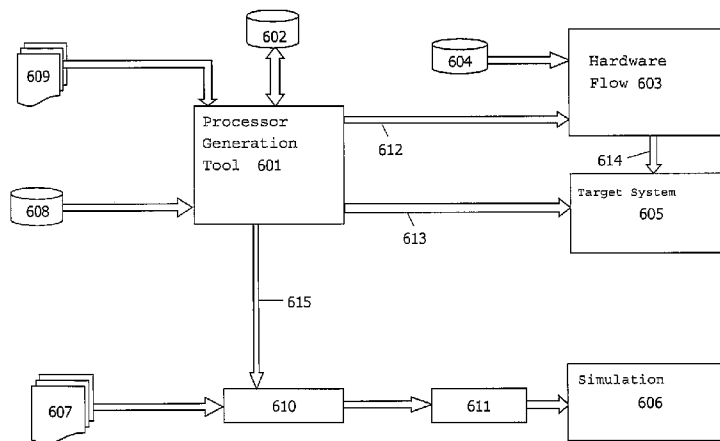 602
604
Hardware
Flow 603
609
Processor
Generation
Tool 601
612
614
Target System
605
608
613
615
607
610
611
Simulation
606